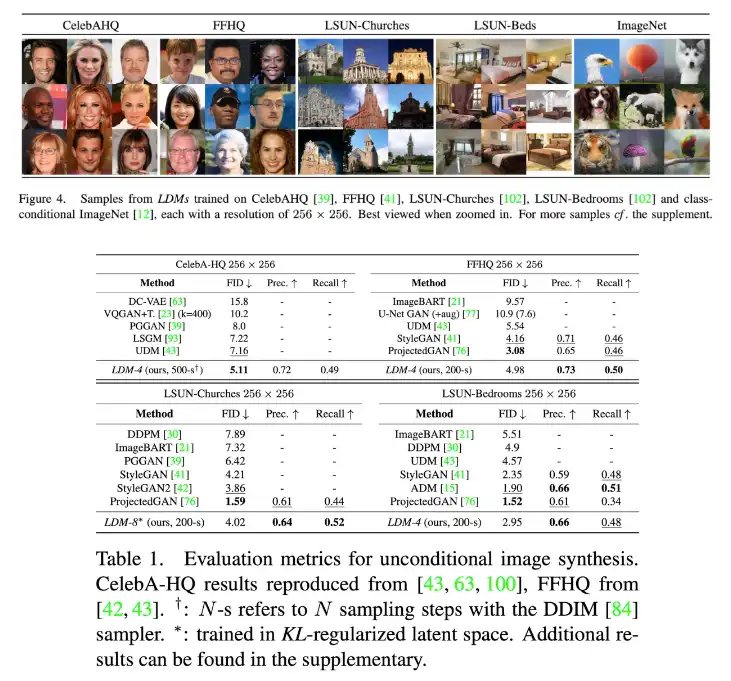 CelebAHQ FFHQ LSUN-Churches LSUN-Beds ImageNet
Figure 4. Samples from LDMs trained on CelebAHQ [39], FFHQ [41], LSUN-Churches [102], LSUN-Bedrooms [102] and class-
conditional ImageNet [12], each with a resolution of 256 × 256. Best viewed when zoomed in. For more samples cf. the supplement.
CelebA-HQ 256 × 256
Method FID ↓ Prec. ↑ Recall ↑
DC-VAE [63] 15.8 - -
VQGAN+T. [23] (k=400) 10.2 - -
PGGAN [39] 8.0 - -
LSGM [93] 7.22 - -
UDM [43] 7.16 - -
LDM-4 (ours, 500-s†) 5.11 0.72 0.49
FFHQ 256 × 256
Method FID ↓ Prec. ↑ Recall ↑
ImageBART [21] 9.57 - -
U-Net GAN (+aug) [77] 10.9 (7.6) - -
UDM [43] 5.54 - -
StyleGAN [41] 4.16 0.71 0.46
ProjectedGAN [76] 3.08 0.65 0.46
LDM-4 (ours, 200-s) 4.98 0.73 0.50
LSUN-Churches 256 × 256
Method FID ↓ Prec. ↑ Recall ↑
DDPM [30] 7.89 - -
ImageBART [21] 7.32 - -
PGGAN [39] 6.42 - -
StyleGAN [41] 4.21 - -
StyleGAN2 [42] 3.86 - -
ProjectedGAN [76] 1.59 0.61 0.44
LDM-8* (ours, 200-s) 4.02 0.64 0.52
LSUN-Bedrooms 256 × 256
Method FID ↓ Prec. ↑ Recall ↑
ImageBART [21] 5.51 - -
DDPM [30] 4.9 - -
UDM [43] 4.57 - -
StyleGAN [41] 2.35 0.59 0.48
ADM [15] 1.90 0.66 0.51
ProjectedGAN [76] 1.52 0.61 0.34
LDM-4 (ours, 200-s) 2.95 0.66 0.48
Table 1. Evaluation metrics for unconditional image synthesis.
CelebA-HQ results reproduced from [43, 63, 100], FFHQ from
[42, 43]. †: N-s refers to N sampling steps with the DDIM [84]
sampler. *: trained in KL-regularized latent space. Additional re-
sults can be found in the supplementary.